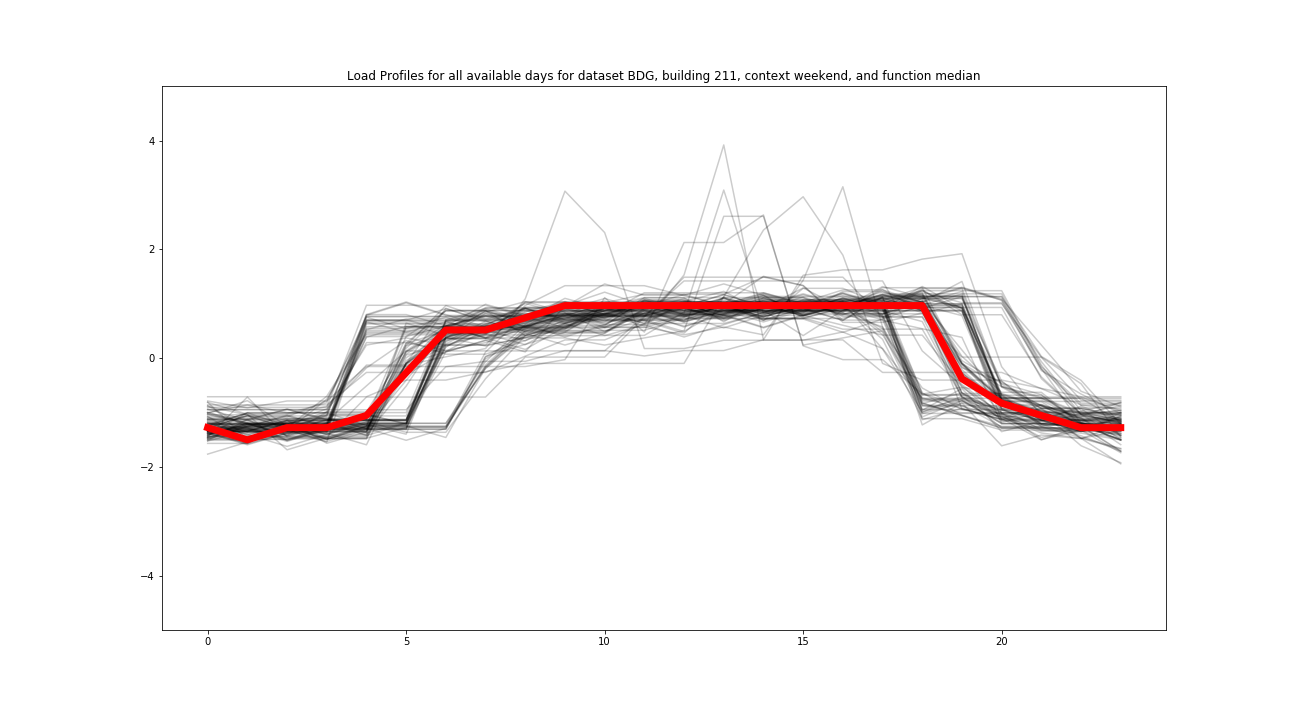 Load Profiles for all available days for dataset BDG, building 211, context weekend, and function median
4
2
0
−2
−4
0 5 10 15 20